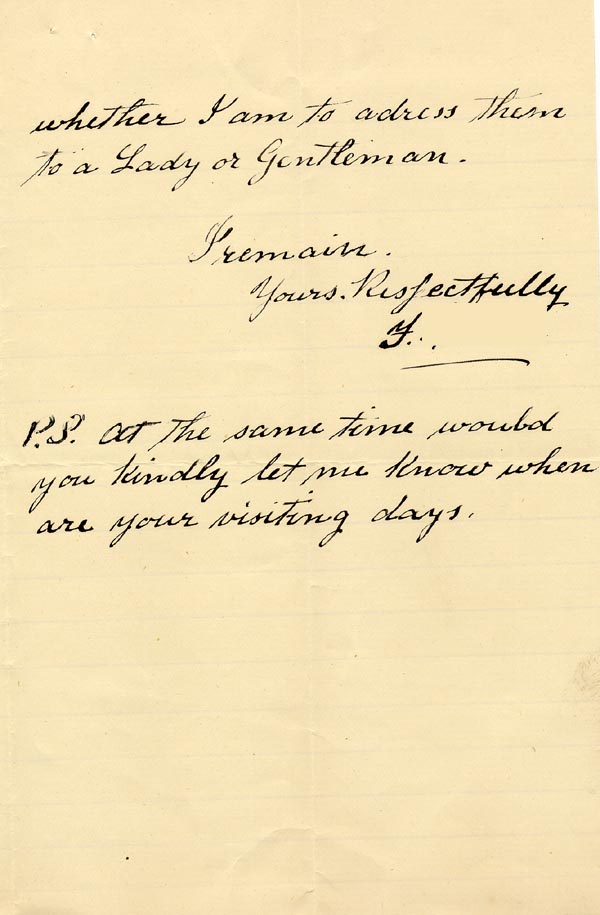 whether I am to adress them
to a Lady or Gentleman.
I remain.
Yours. Respectfully
F..
P.S. At the same time would
you kindly let me know when
are your visiting days.